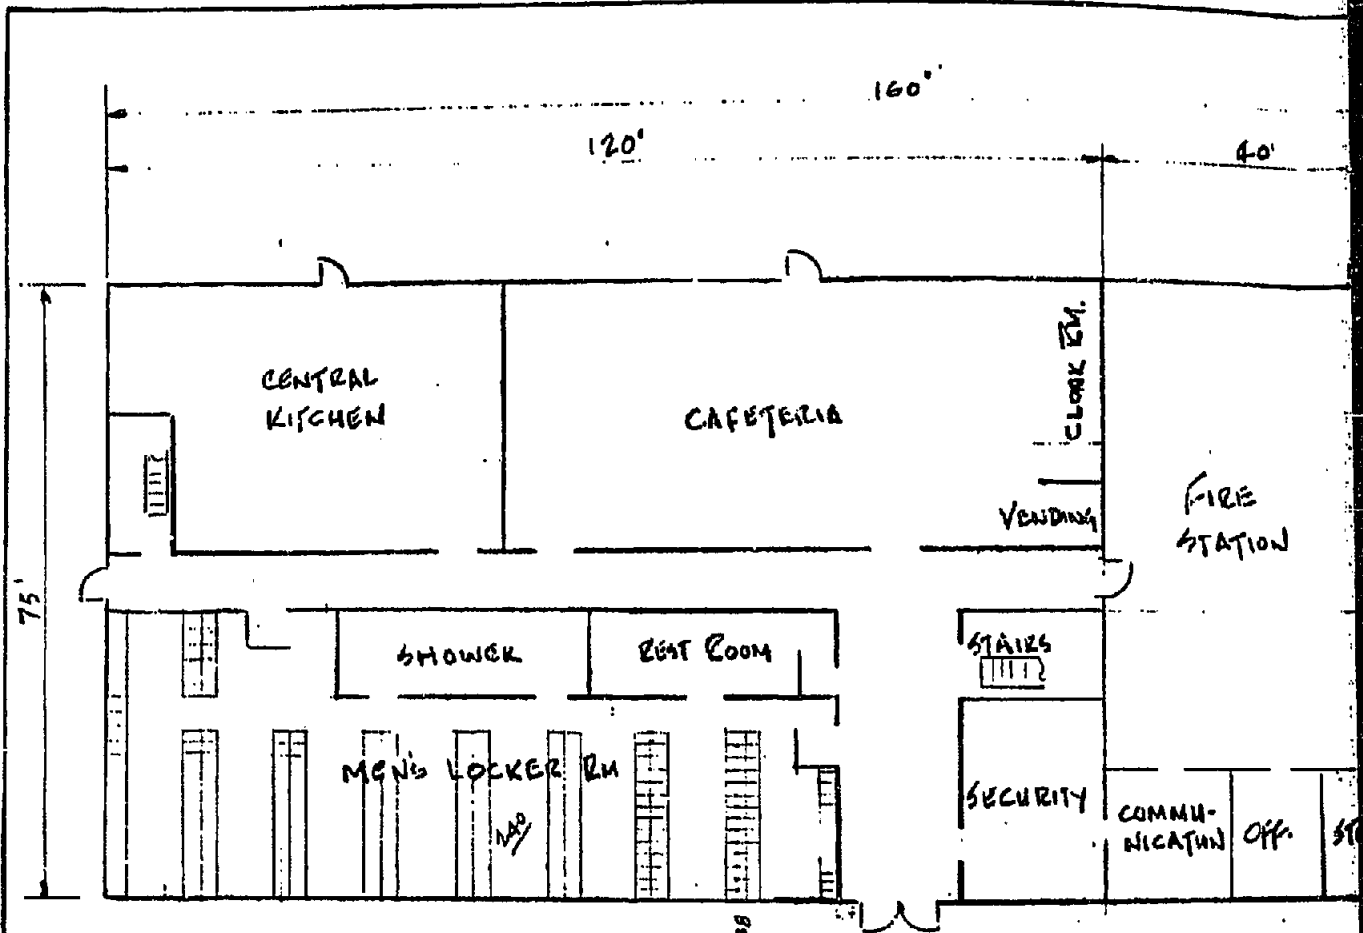 160'
120'
40'
CENTRAL
KITCHEN
CAFETERIA
CLOAK RM.
VENDING
FIRE
STATION
75'
SHOWER
REST ROOM
STAIRS
MEN'S LOCKER RM
240
SECURITY
COMMU-
NICATION
OFF.